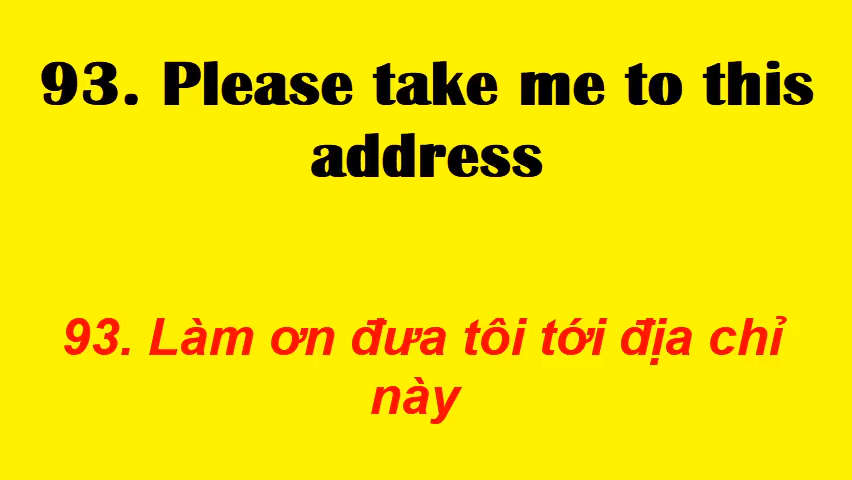 93. Please take me to this
address
93. Làm ơn đưa tôi tới địa chỉ
này